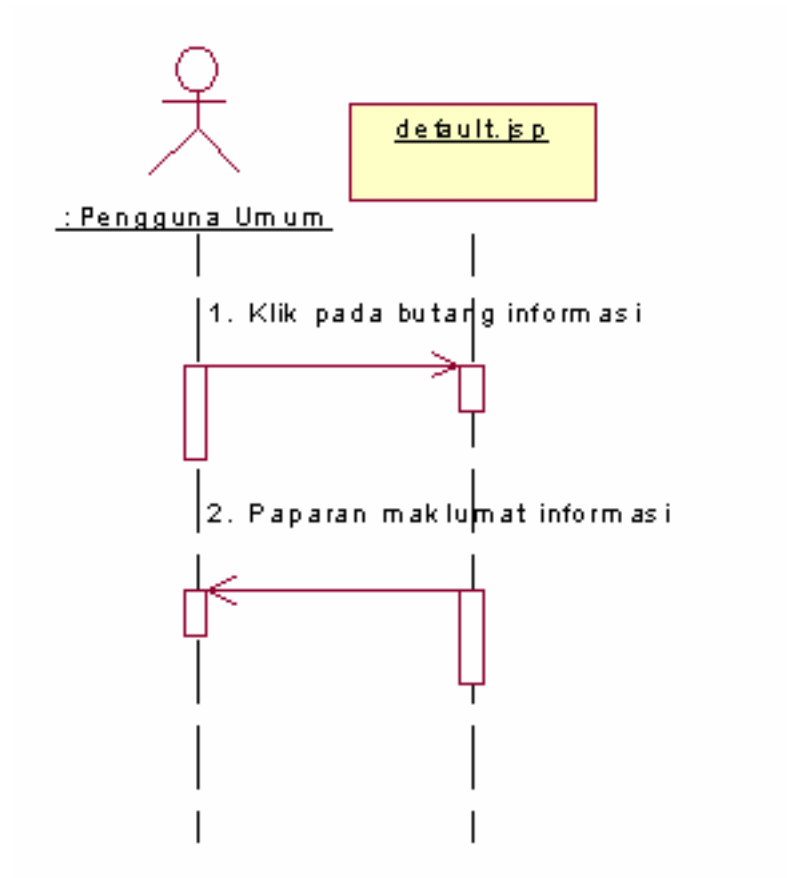 default.jsp
: Pengguna Umum
1. Klik pada butang informasi
2. Paparan maklumat informasi